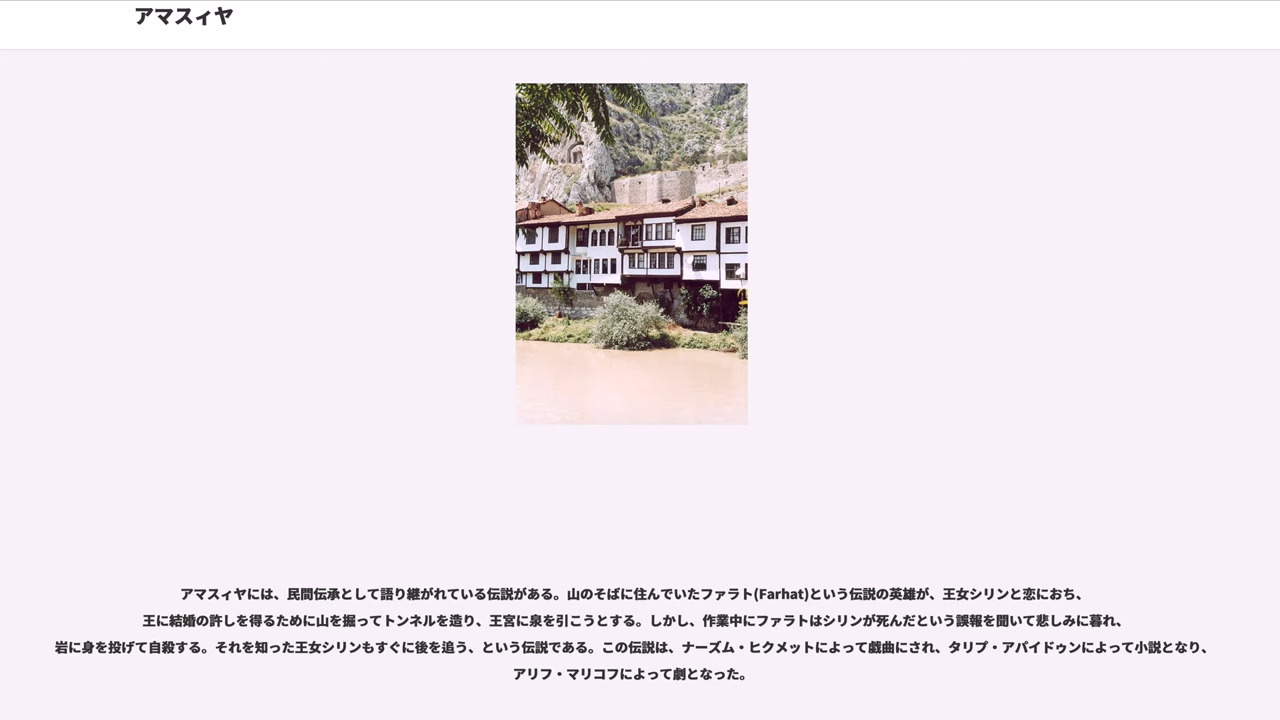 アマスィヤ
アマスィヤには、民間伝承として語り継がれている伝説がある。山のそばに住んでいたファラト(Farhat)という伝説の英雄が、王女シリンと恋におち、
王に結婚の許しを得るために山を掘ってトンネルを造り、王宮に泉を引こうとする。しかし、作業中にファラトはシリンが死んだという誤報を聞いて悲しみに暮れ、
岩に身を投げて自殺する。それを知った王女シリンもすぐに後を追う、という伝説である。この伝説は、ナーズム・ヒクメットによって戯曲にされ、タリプ・アパイドゥンによって小説となり、
アリフ・マリコフによって劇となった。